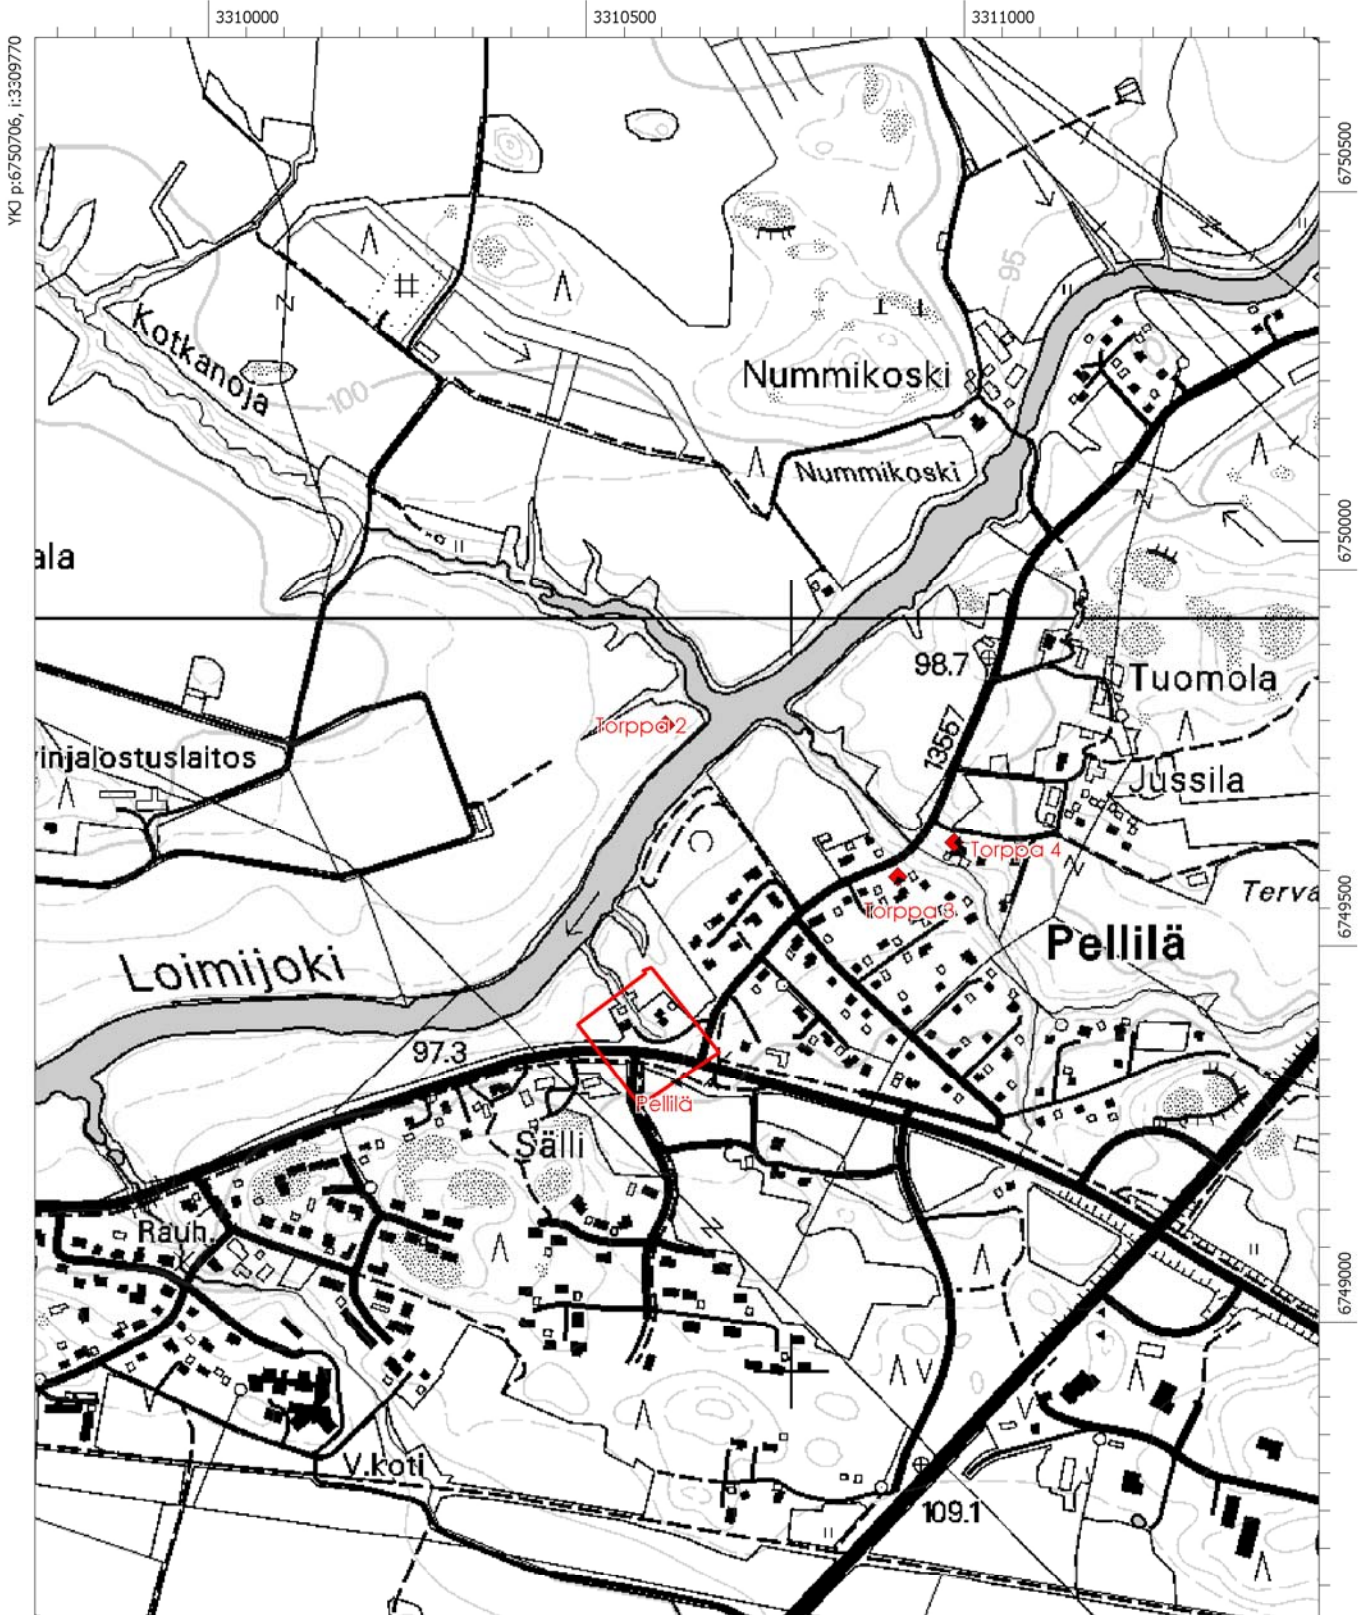 3310000
3310500
3311000
YKJ p:6750706, i:3309770
6750500
95
Kotkanoja
100
Nummikoski
Nummikoski
6750000
ala
98.7
Tuomola
Torppa 2
13557
injalostuslaitos
Jussila
Torppa 4
Torppa 3
Terva
6749500
Pellilä
Loimijoki
97.3
Pellilä
Sälli
Rauh.
6749000
V.koti
109.1